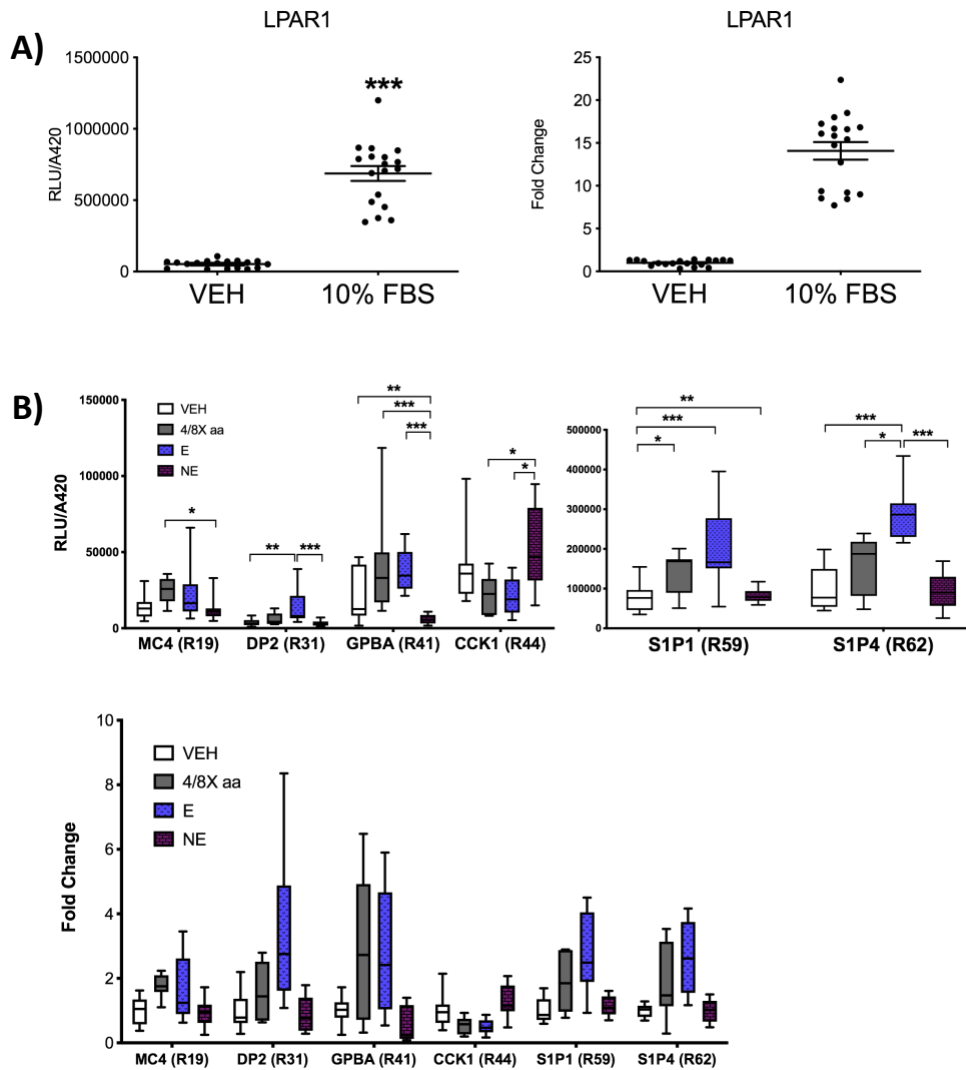 LPAR1 LPAR1
A)
1500000
1000000
500000
0
RLU/A420
***
VEH 10% FBS
25
20
15
10
5
0
Fold Change
VEH 10% FBS
B)
150000
100000
50000
0
RLU/A420
VEH
4/8X aa
E
NE
*
** ***
**
***
***
*
*
MC4 (R19) DP2 (R31) GPBA (R41) CCK1 (R44)
500000
400000
300000
200000
100000
0
**
***
*
***
* ***
S1P1 (R59) S1P4 (R62)
10
8
6
4
2
0
Fold Change
VEH
4/8X aa
E
NE
MC4 (R19) DP2 (R31) GPBA (R41) CCK1 (R44) S1P1 (R59) S1P4 (R62)